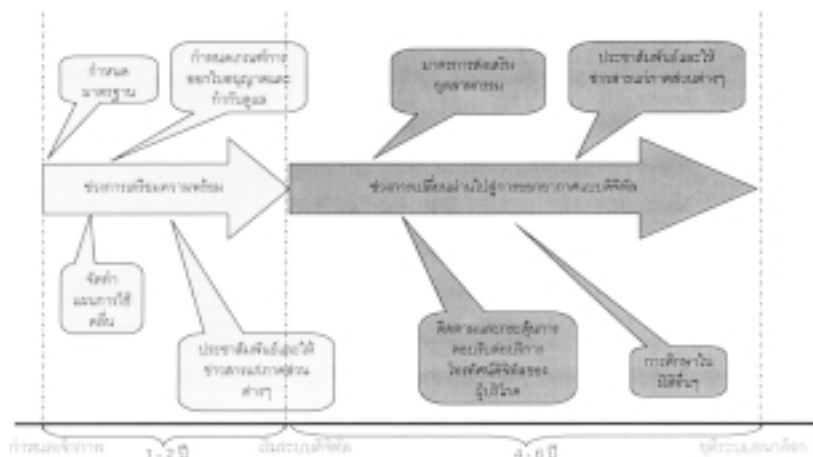 กำหนด
มาตรฐาน
กำหนดเกณฑ์การ
ออกใบอนุญาตและ
กำกับดูแล
มาตรการส่งเสริม
อุตสาหกรรม
ประชาสัมพันธ์และให้
ข่าวสารแก่ภาคส่วนต่างๆ
ช่วงการเตรียมความพร้อม
ช่วงการเปลี่ยนผ่านไปสู่การออกอากาศแบบดิจิทัล
จัดทำ
แผนการใช้
คลื่น
ประชาสัมพันธ์และให้
ข่าวสารแก่ภาคส่วน
ต่างๆ
ติดตามและกระตุ้นการ
ตอบรับต่อบริการ
โทรทัศน์ดิจิทัลของ
ผู้บริโภค
การศึกษาใน
มิติอื่นๆ
เริ่มระบบดิจิทัล
ยุติระบบอนาล็อก
1 - 2 ปี
4 - 6 ปี